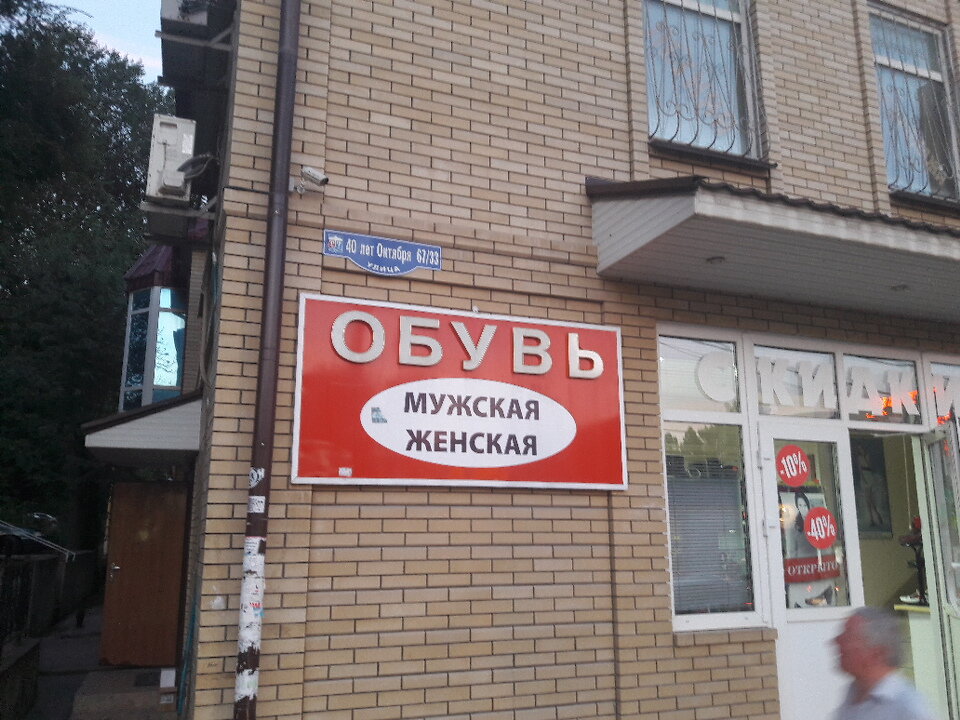 40 лет Октября 67/33
УЛИЦА
ОБУВЬ
МУЖСКАЯ
ЖЕНСКАЯ
СКИДКИ
-10%
-40%
ОТКРЫТО